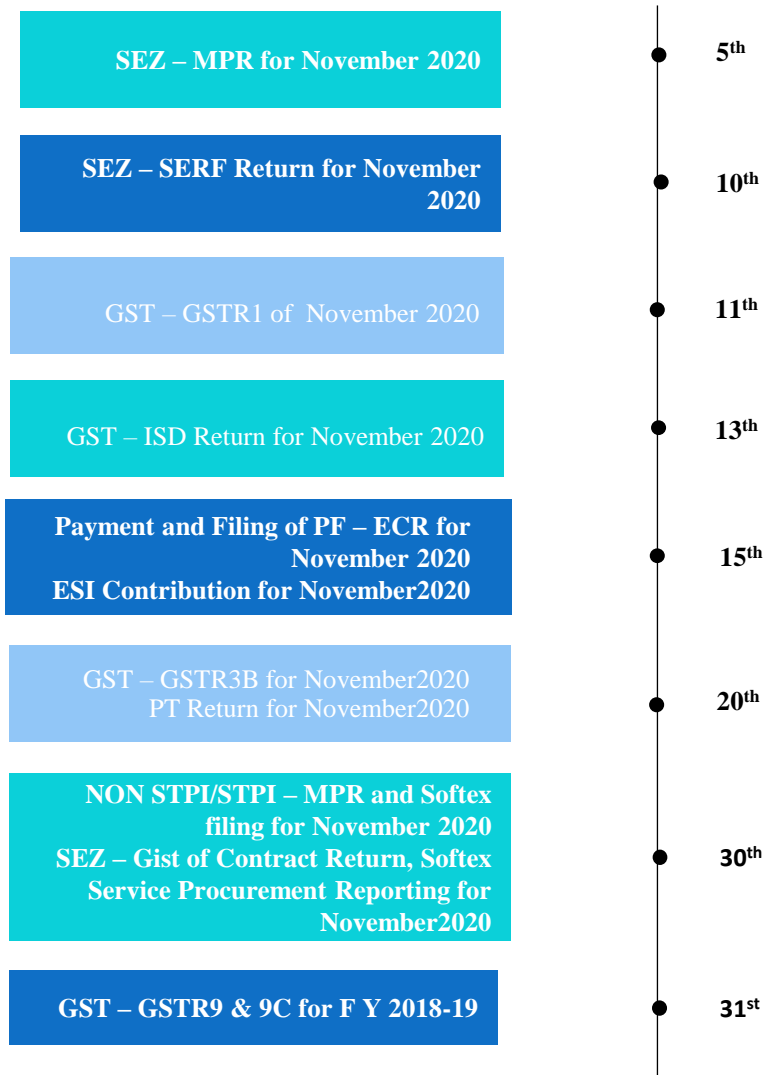 SEZ – MPR for November 2020
5th
SEZ – SERF Return for November
2020
10th
GST – GSTR1 of November 2020
11th
GST – ISD Return for November 2020
13th
Payment and Filing of PF – ECR for
November 2020
ESI Contribution for November2020
15th
GST – GSTR3B for November2020
PT Return for November2020
20th
NON STPI/STPI – MPR and Softex
filing for November 2020
SEZ – Gist of Contract Return, Softex
Service Procurement Reporting for
November2020
30th
GST – GSTR9 & 9C for F Y 2018-19
31st